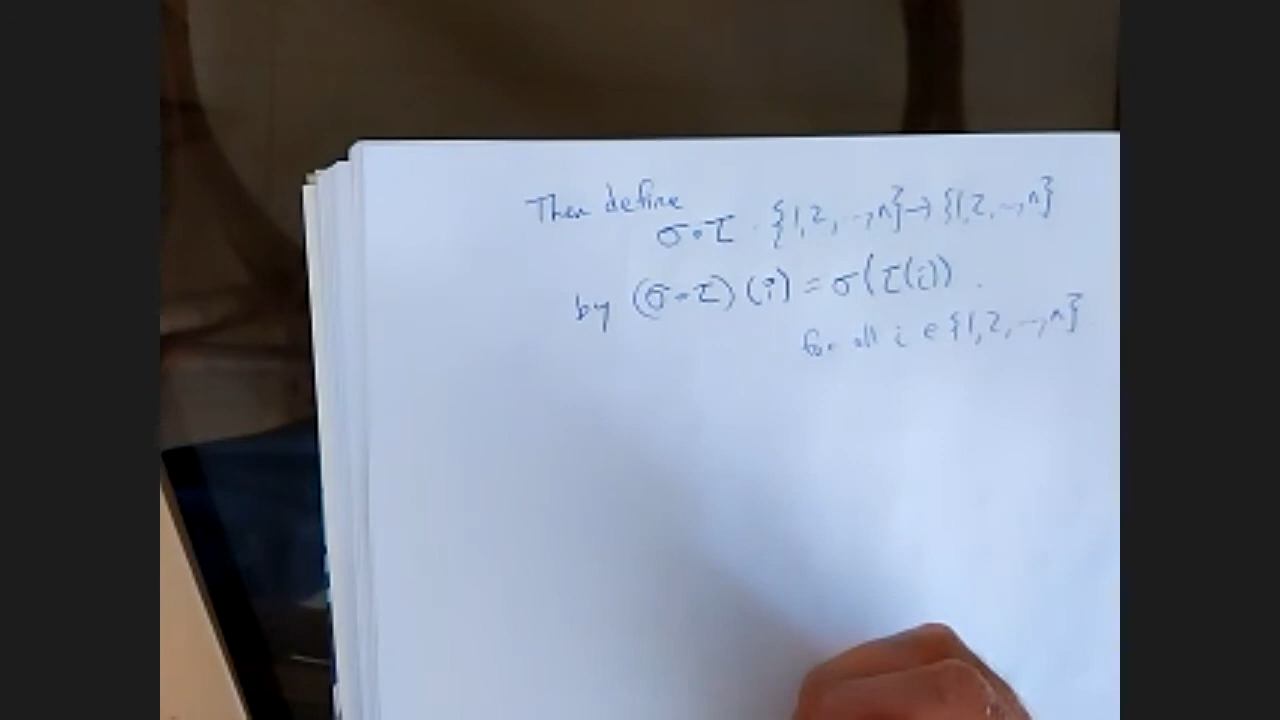 Then define
σ∘τ : {1,2,...,n} → {1,2,...,n}
by (σ∘τ)(i) = σ(τ(i)).
for all i ∈ {1,2,...,n}